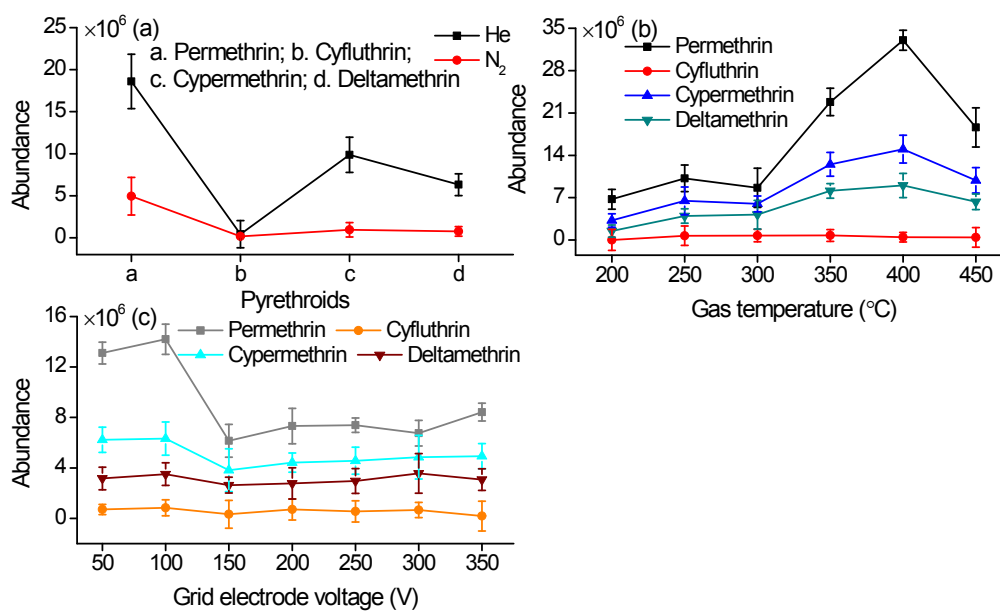 ×10⁶ (a)
He
N₂
a. Permethrin; b. Cyfluthrin;
c. Cypermethrin; d. Deltamethrin
25
20
15
10
5
0
Abundance
a
b
c
d
Pyrethroids
×10⁶ (b)
Permethrin
Cyfluthrin
Cypermethrin
Deltamethrin
35
28
21
14
7
0
Abundance
200
250
300
350
400
450
Gas temperature (°C)
×10⁶ (c)
Permethrin
Cyfluthrin
Cypermethrin
Deltamethrin
16
12
8
4
0
Abundance
50
100
150
200
250
300
350
Grid electrode voltage (V)